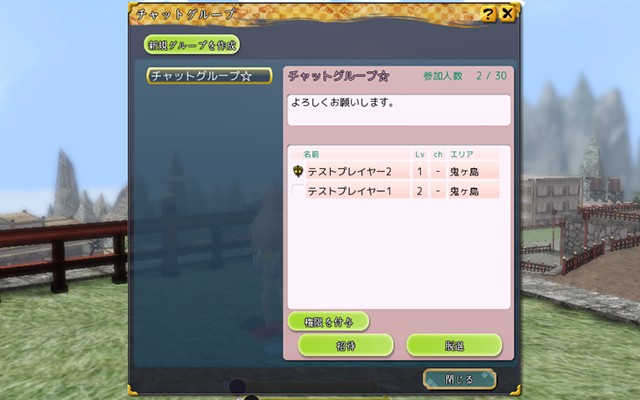 チャットグループ
? X
新規グループを作成
チャットグループ☆
チャットグループ☆ 参加人数 2 / 30
よろしくお願いします。
名前 Lv ch エリア
テストプレイヤー2 1 - 鬼ヶ島
テストプレイヤー1 2 - 鬼ヶ島
権限を付与
招待 脱退
閉じる